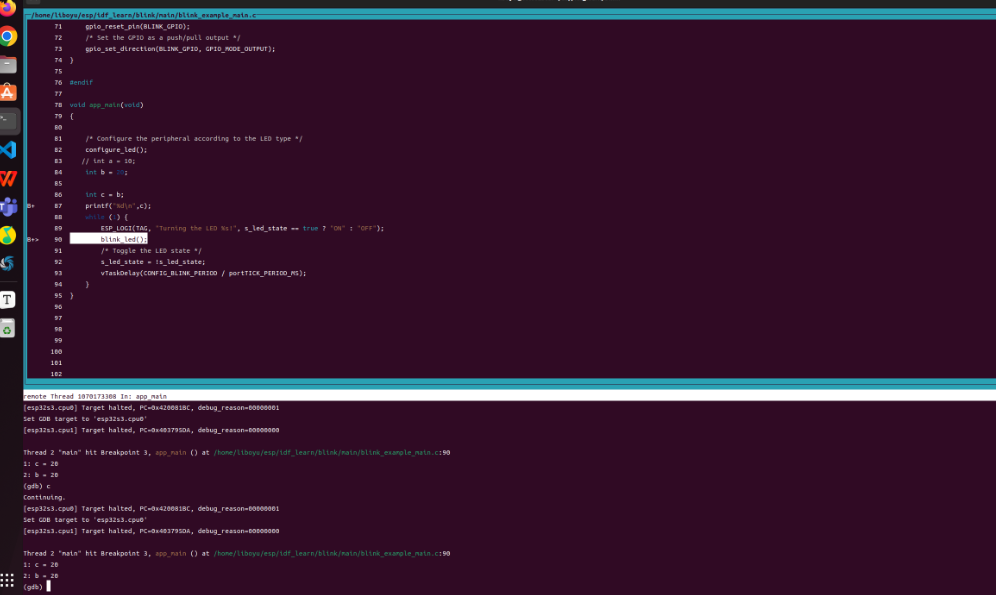 /home/liboyu/esp/idf_learn/blink/main/blink_example_main.c
71 gpio_reset_pin(BLINK_GPIO);
72 /* Set the GPIO as a push/pull output */
73 gpio_set_direction(BLINK_GPIO, GPIO_MODE_OUTPUT);
74 }
75
76 #endif
77
78 void app_main(void)
79 {
80
81 /* Configure the peripheral according to the LED type */
82 configure_led();
83 // int a = 10;
84 int b = 20;
85
86 int c = b;
B+ 87 printf("%d\n",c);
88 while (1) {
89 ESP_LOGI(TAG, "Turning the LED %s!", s_led_state == true ? "ON" : "OFF");
B+> 90 blink_led();
91 /* Toggle the LED state */
92 s_led_state = !s_led_state;
93 vTaskDelay(CONFIG_BLINK_PERIOD / portTICK_PERIOD_MS);
94 }
95 }
96
97
98
99
100
101
102
remote Thread 1070173308 In: app_main
[esp32s3.cpu0] Target halted, PC=0x420081BC, debug_reason=00000001
Set GDB target to 'esp32s3.cpu0'
[esp32s3.cpu1] Target halted, PC=0x403795DA, debug_reason=00000000
Thread 2 "main" hit Breakpoint 3, app_main () at /home/liboyu/esp/idf_learn/blink/main/blink_example_main.c:90
1: c = 20
2: b = 20
(gdb) c
Continuing.
[esp32s3.cpu0] Target halted, PC=0x420081BC, debug_reason=00000001
Set GDB target to 'esp32s3.cpu0'
[esp32s3.cpu1] Target halted, PC=0x403795DA, debug_reason=00000000
Thread 2 "main" hit Breakpoint 3, app_main () at /home/liboyu/esp/idf_learn/blink/main/blink_example_main.c:90
1: c = 20
2: b = 20
(gdb)